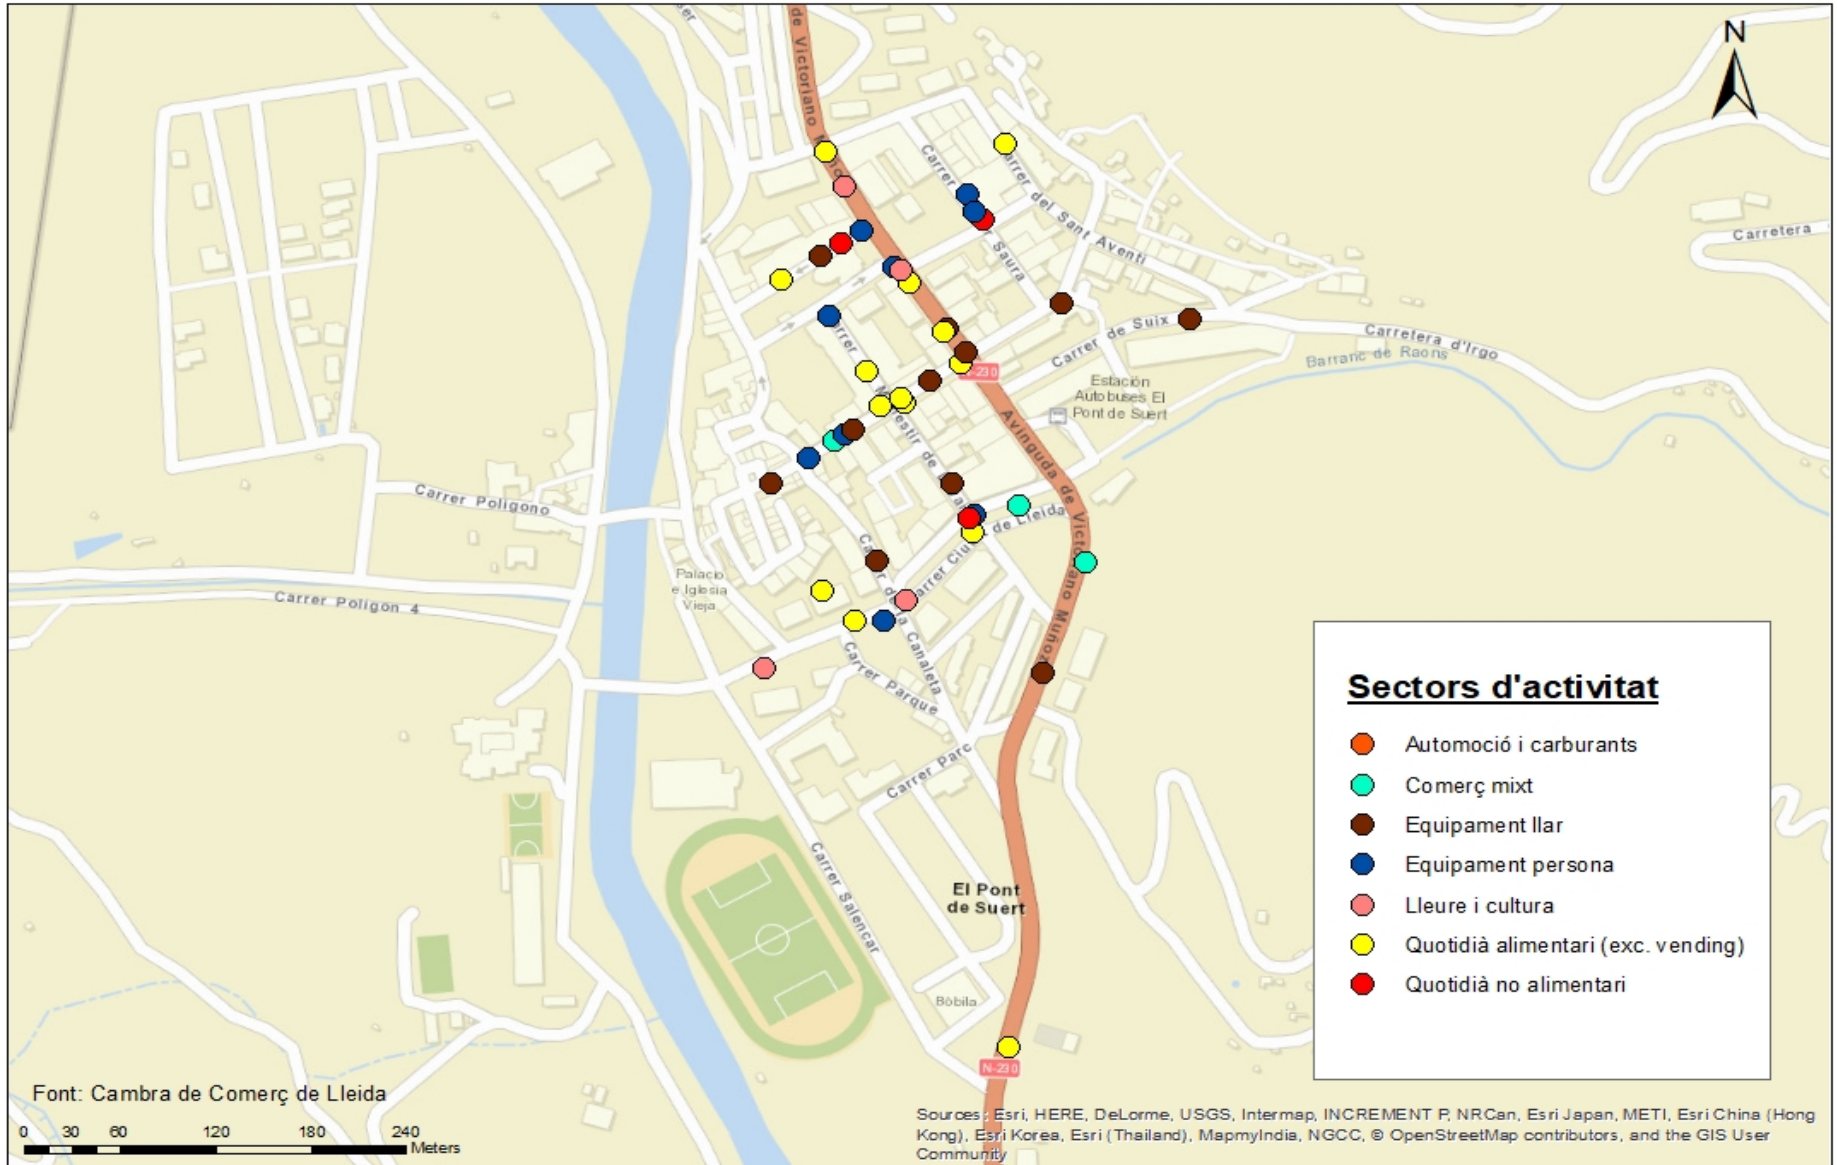 N
de Victoriano
Carrer
Saura
Carrer del Sant Aventi
Carretera
Carrer de Suix
Carretera d'Irgo
Barranc de Raons
N-230
Estación
Autobuses El
Pont de Suert
Avinguda de Victoriano Muñoz
Carrer Poligono
de Lleida
Palacio
e Iglesia
Vieja
Carrer Poligon 4
Carrer de la Canaleta
Carrer Parque
Carrer Parc
Carrer Salencar
El Pont
de Suert
Bòbila
N-230
Sectors d'activitat
Automoció i carburants
Comerç mixt
Equipament llar
Equipament persona
Lleure i cultura
Quotidià alimentari (exc. vending)
Quotidià no alimentari
Font: Cambra de Comerç de Lleida
0 30 60 120 180 240
Meters
Sources: Esri, HERE, DeLorme, USGS, Intermap, INCREMENT P, NRCan, Esri Japan, METI, Esri China (Hong
Kong), Esri Korea, Esri (Thailand), MapmyIndia, NGCC, © OpenStreetMap contributors, and the GIS User
Community